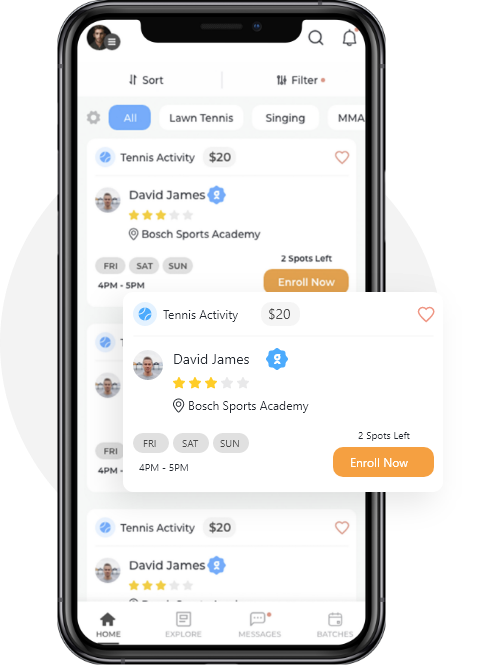 Sort
Filter
All
Lawn Tennis
Singing
MMA
Tennis Activity
$20
David James
Bosch Sports Academy
FRI SAT SUN
4PM - 5PM
2 Spots Left
Enroll Now
Tennis Activity
$20
David James
Bosch Sports Academy
FRI SAT SUN
4PM - 5PM
2 Spots Left
Enroll Now
FRI
4PM
Tennis Activity
$20
David James
HOME
EXPLORE
MESSAGES
BATCHES